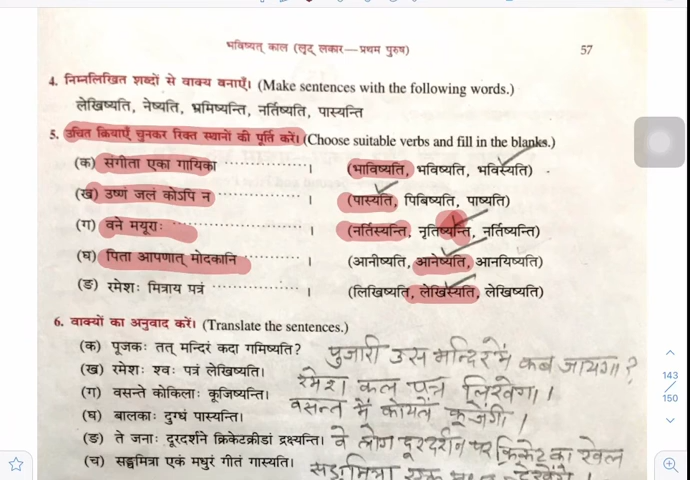 भविष्यत् काल (लृट् लकार—प्रथम पुरुष) 57
4. निम्नलिखित शब्दों से वाक्य बनाएँ। (Make sentences with the following words.)
लेखिष्यति, नेष्यति, भ्रमिष्यन्ति, नर्तिष्यति, पास्यन्ति
5. उचित क्रियाएँ चुनकर रिक्त स्थानों की पूर्ति करें। (Choose suitable verbs and fill in the blanks.)
(क) संगीता एका गायिका ............... । (भाविष्यति, भविष्यति, भविस्यति)
(ख) उष्ण जलं कोऽपि न ............... । (पास्यति, पिबिष्यति, पाष्यति)
(ग) वने मयूराः ............... । (नर्तिस्यन्ति, नृतिष्यन्ति, नर्तिष्यन्ति)
(घ) पिता आपणात् मोदकानि ............... । (आनीष्यति, आनेष्यति, आनयिष्यति)
(ङ) रमेशः मित्राय पत्रं ............... । (लिखिष्यति, लेखिस्यति, लेखिष्यति)
6. वाक्यों का अनुवाद करें। (Translate the sentences.)
(क) पूजकः तत् मन्दिरं कदा गमिष्यति? पुजारी उस मन्दिर में कब जायगा?
(ख) रमेशः श्वः पत्रं लेखिष्यति। रमेश कल पत्र लिखेगा।
(ग) वसन्ते कोकिलाः कूजिष्यन्ति। वसन्त में कोयलें कूजेंगी।
(घ) बालकाः दुग्धं पास्यन्ति।
(ङ) ते जनाः दूरदर्शने क्रिकेटक्रीडां द्रक्ष्यन्ति। वे लोग दूरदर्शन पर क्रिकेट का खेल
देखेंगे।
(च) सङ्घमित्रा एकं मधुरं गीतं गास्यति।
143
150